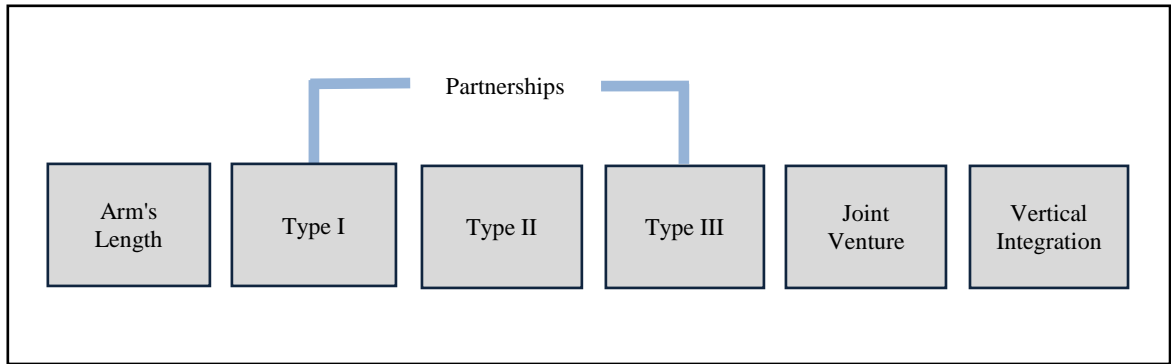 Partnerships
Arm's
Length
Type I
Type II
Type III
Joint
Venture
Vertical
Integration